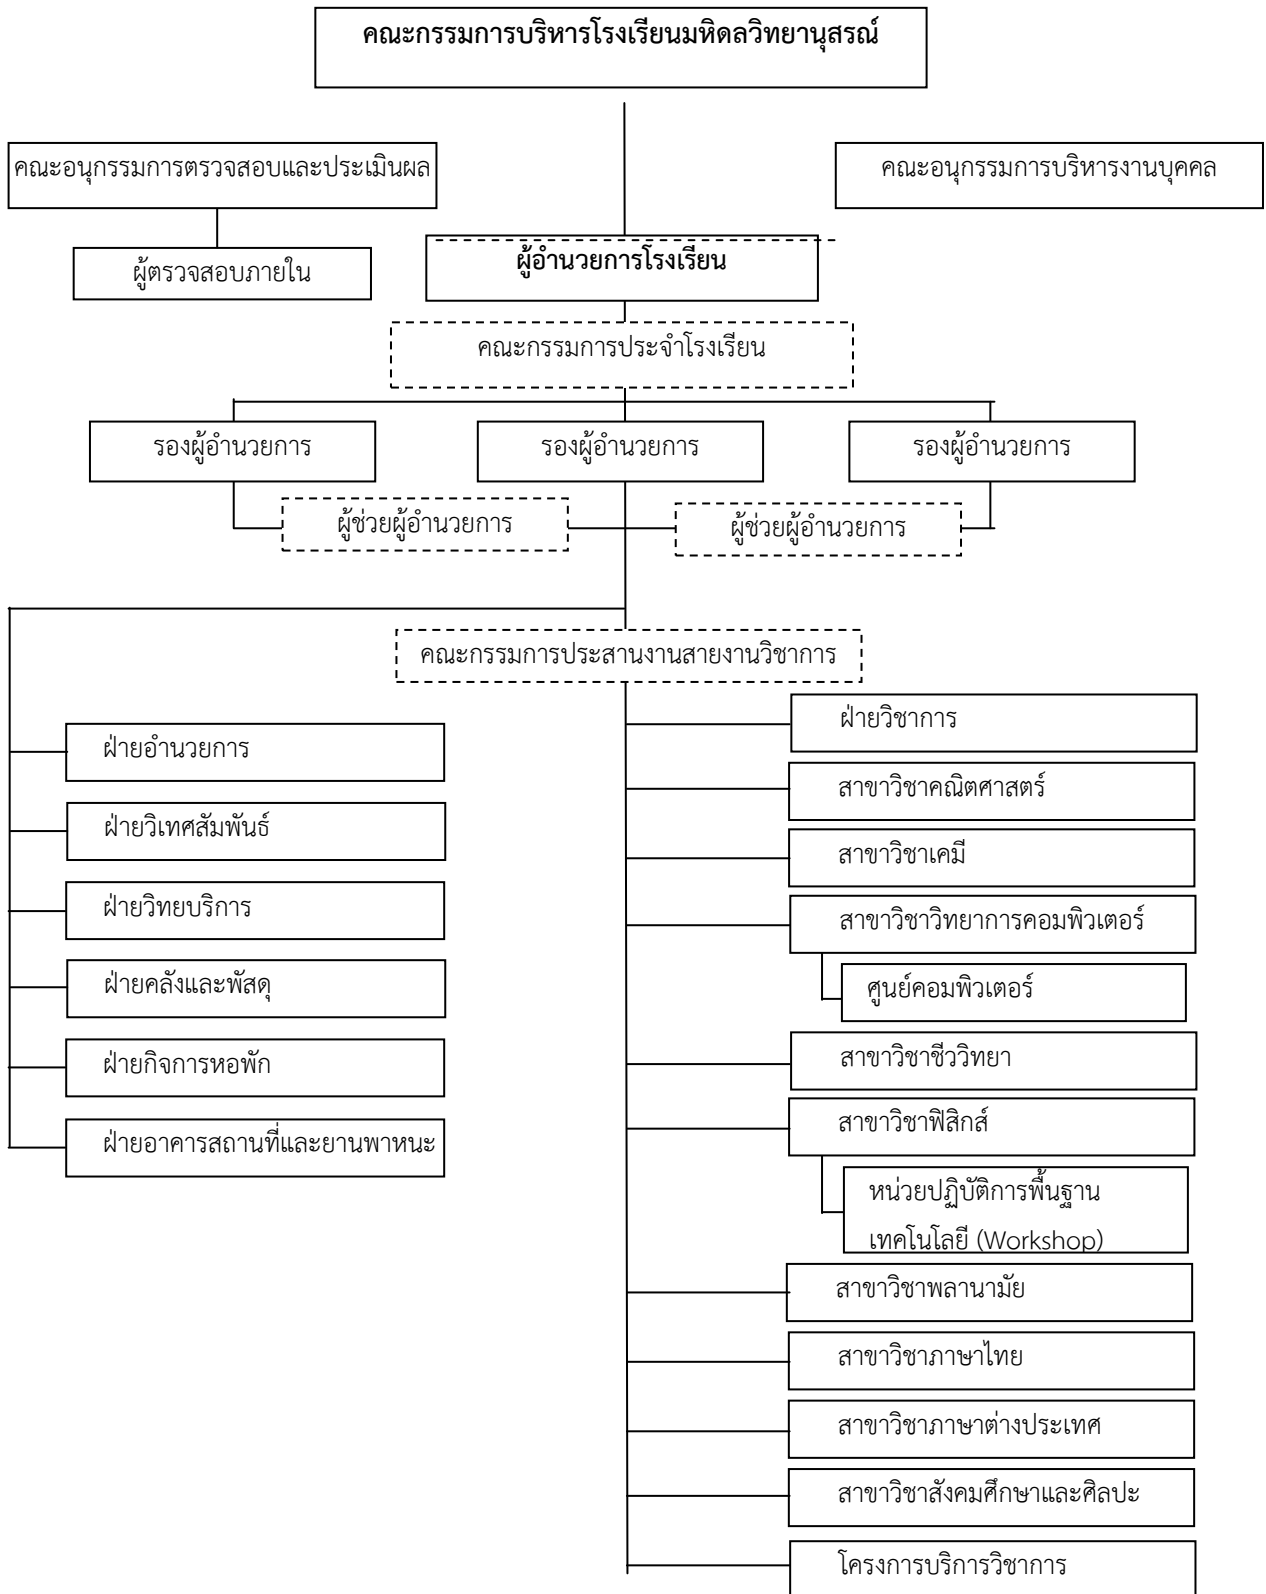 คณะกรรมการบริหารโรงเรียนมหิดลวิทยานุสรณ์
คณะอนุกรรมการตรวจสอบและประเมินผล
คณะอนุกรรมการบริหารงานบุคคล
ผู้ตรวจสอบภายใน
ผู้อำนวยการโรงเรียน
คณะกรรมการประจำโรงเรียน
รองผู้อำนวยการ
รองผู้อำนวยการ
รองผู้อำนวยการ
ผู้ช่วยผู้อำนวยการ
ผู้ช่วยผู้อำนวยการ
คณะกรรมการประสานงานสายงานวิชาการ
ฝ่ายอำนวยการ
ฝ่ายวิเทศสัมพันธ์
ฝ่ายวิทยบริการ
ฝ่ายคลังและพัสดุ
ฝ่ายกิจการหอพัก
ฝ่ายอาคารสถานที่และยานพาหนะ
ฝ่ายวิชาการ
สาขาวิชาคณิตศาสตร์
สาขาวิชาเคมี
สาขาวิชาวิทยาการคอมพิวเตอร์
ศูนย์คอมพิวเตอร์
สาขาวิชาชีววิทยา
สาขาวิชาฟิสิกส์
หน่วยปฏิบัติการพื้นฐาน
เทคโนโลยี (Workshop)
สาขาวิชาพลานามัย
สาขาวิชาภาษาไทย
สาขาวิชาภาษาต่างประเทศ
สาขาวิชาสังคมศึกษาและศิลปะ
โครงการบริการวิชาการ